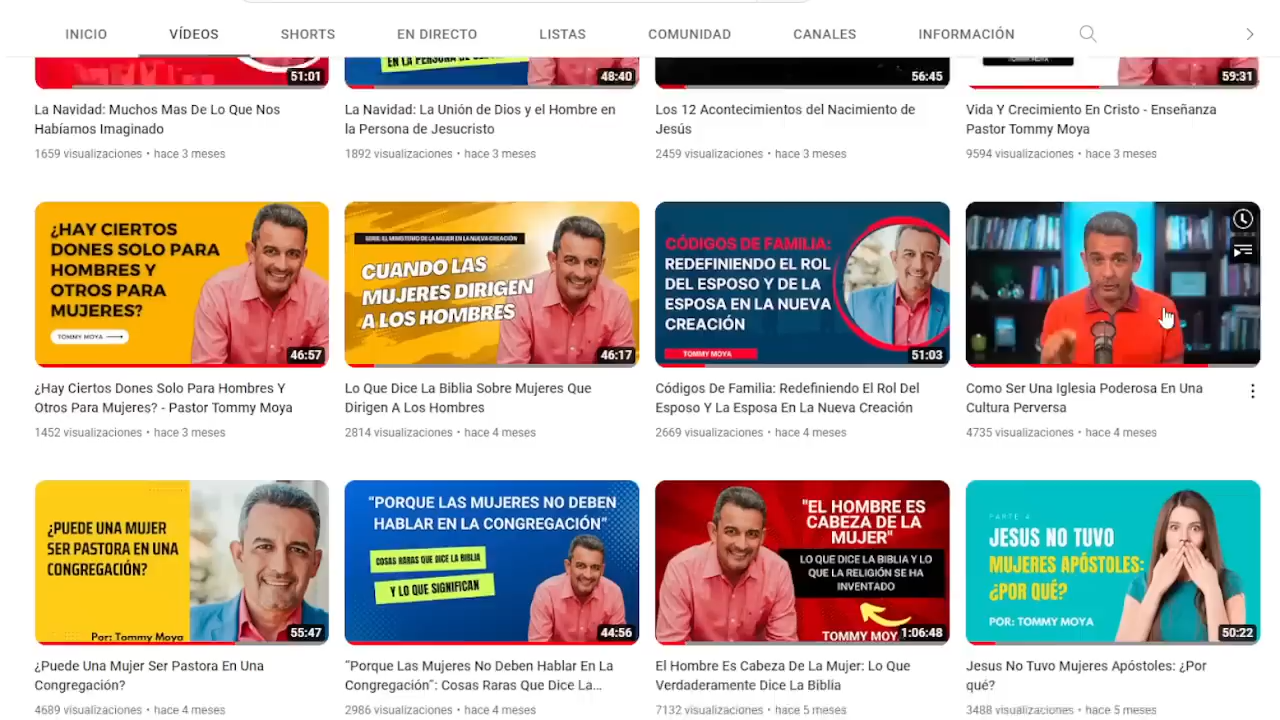 INICIO
VÍDEOS
SHORTS
EN DIRECTO
LISTAS
COMUNIDAD
CANALES
INFORMACIÓN
51:01
48:40
56:45
TOMMY MOYA
59:31
La Navidad: Muchos Mas De Lo Que Nos
Habíamos Imaginado
1659 visualizaciones • hace 3 meses
La Navidad: La Unión de Dios y el Hombre en
la Persona de Jesucristo
1892 visualizaciones • hace 3 meses
Los 12 Acontecimientos del Nacimiento de
Jesús
2459 visualizaciones • hace 3 meses
Vida Y Crecimiento En Cristo - Enseñanza
Pastor Tommy Moya
9594 visualizaciones • hace 3 meses
¿HAY CIERTOS
DONES SOLO PARA
HOMBRES Y
OTROS PARA
MUJERES?
TOMMY MOYA
46:57
¿Hay Ciertos Dones Solo Para Hombres Y
Otros Para Mujeres? - Pastor Tommy Moya
1452 visualizaciones • hace 3 meses
SERIE: EL MINISTERIO DE LA MUJER EN LA NUEVA CREACIÓN
CUANDO LAS
MUJERES DIRIGEN
A LOS HOMBRES
46:17
Lo Que Dice La Biblia Sobre Mujeres Que
Dirigen A Los Hombres
2814 visualizaciones • hace 4 meses
CÓDIGOS DE FAMILIA:
REDEFINIENDO EL ROL
DEL ESPOSO Y DE LA
ESPOSA EN LA NUEVA
CREACIÓN
TOMMY MOYA
51:03
Códigos De Familia: Redefiniendo El Rol Del
Esposo Y La Esposa En La Nueva Creación
2669 visualizaciones • hace 4 meses
Como Ser Una Iglesia Poderosa En Una
Cultura Perversa
4735 visualizaciones • hace 4 meses
¿PUEDE UNA MUJER
SER PASTORA EN UNA
CONGREGACIÓN?
Por: Tommy Moya
55:47
¿Puede Una Mujer Ser Pastora En Una
Congregación?
4689 visualizaciones • hace 4 meses
"PORQUE LAS MUJERES NO DEBEN
HABLAR EN LA CONGREGACIÓN"
COSAS RARAS QUE DICE LA BIBLIA
Y LO QUE SIGNIFICAN
44:56
"Porque Las Mujeres No Deben Hablar En La
Congregación": Cosas Raras Que Dice La...
2986 visualizaciones • hace 4 meses
"EL HOMBRE ES
CABEZA DE LA
MUJER"
LO QUE DICE LA BIBLIA Y LO
QUE LA RELIGIÓN SE HA
INVENTADO
TOMMY MOY
1:06:48
El Hombre Es Cabeza De La Mujer: Lo Que
Verdaderamente Dice La Biblia
7132 visualizaciones • hace 5 meses
PARTE 4
JESUS NO TUVO
MUJERES APÓSTOLES:
¿POR QUÉ?
POR: TOMMY MOYA
50:22
Jesus No Tuvo Mujeres Apóstoles: ¿Por
qué?
3488 visualizaciones • hace 5 meses